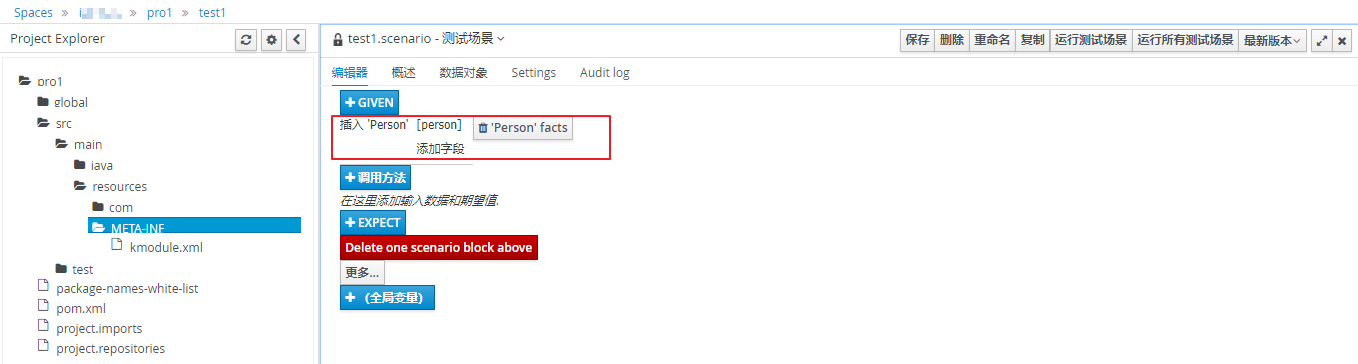 Spaces » » pro1 » test1
Project Explorer
test1.scenario - 测试场景
保存 删除 重命名 复制 运行测试场景 运行所有测试场景 最新版本
编辑器 概述 数据对象 Settings Audit log
pro1
global
src
main
java
resources
com
META-INF
kmodule.xml
test
package-names-white-list
pom.xml
project.imports
project.repositories
+ GIVEN
插入 'Person' [person] 'Person' facts
添加字段
+ 调用方法
在这里添加输入数据和期望值.
+ EXPECT
Delete one scenario block above
更多...
+ (全局变量)